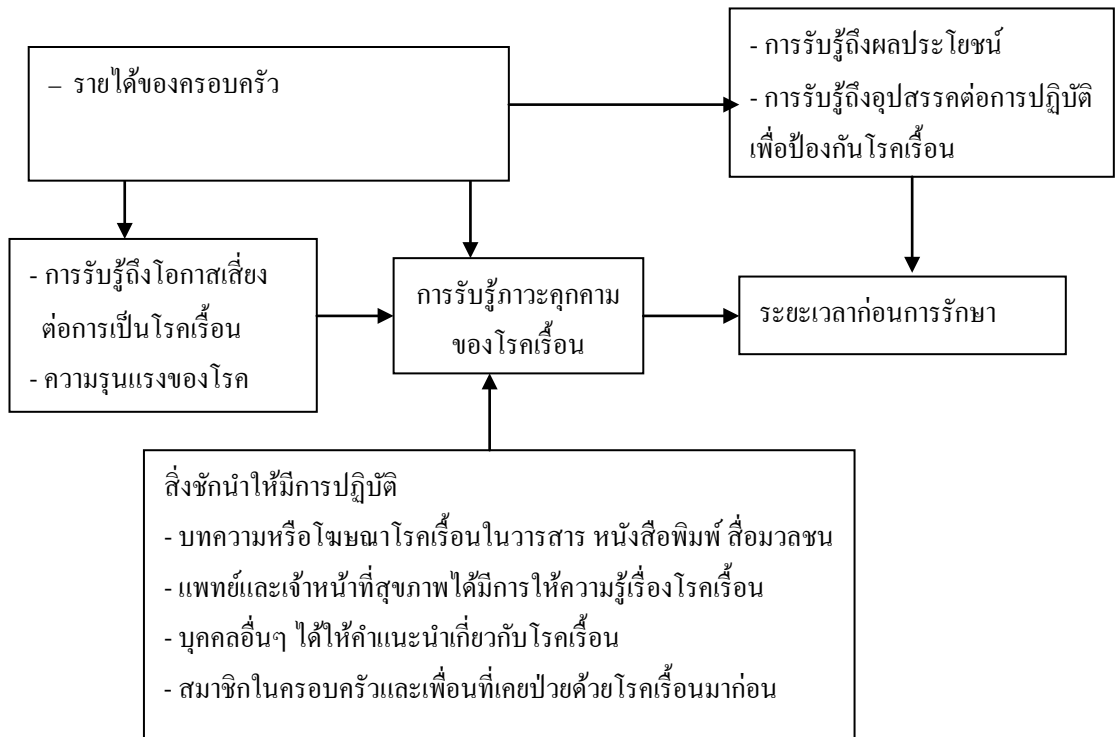 – รายได้ของครอบครัว
- การรับรู้ถึงผลประโยชน์
- การรับรู้ถึงอุปสรรคต่อการปฏิบัติ
เพื่อป้องกันโรคเรื้อน
- การรับรู้ถึงโอกาสเสี่ยง
ต่อการเป็นโรคเรื้อน
- ความรุนแรงของโรค
การรับรู้ภาวะคุกคาม
ของโรคเรื้อน
ระยะเวลาก่อนการรักษา
สิ่งชักนำให้มีการปฏิบัติ
- บทความหรือโฆษณาโรคเรื้อนในวารสาร หนังสือพิมพ์ สื่อมวลชน
- แพทย์และเจ้าหน้าที่สุขภาพได้มีการให้ความรู้เรื่องโรคเรื้อน
- บุคคลอื่นๆ ได้ให้คำแนะนำเกี่ยวกับโรคเรื้อน
- สมาชิกในครอบครัวและเพื่อนที่เคยป่วยด้วยโรคเรื้อนมาก่อน